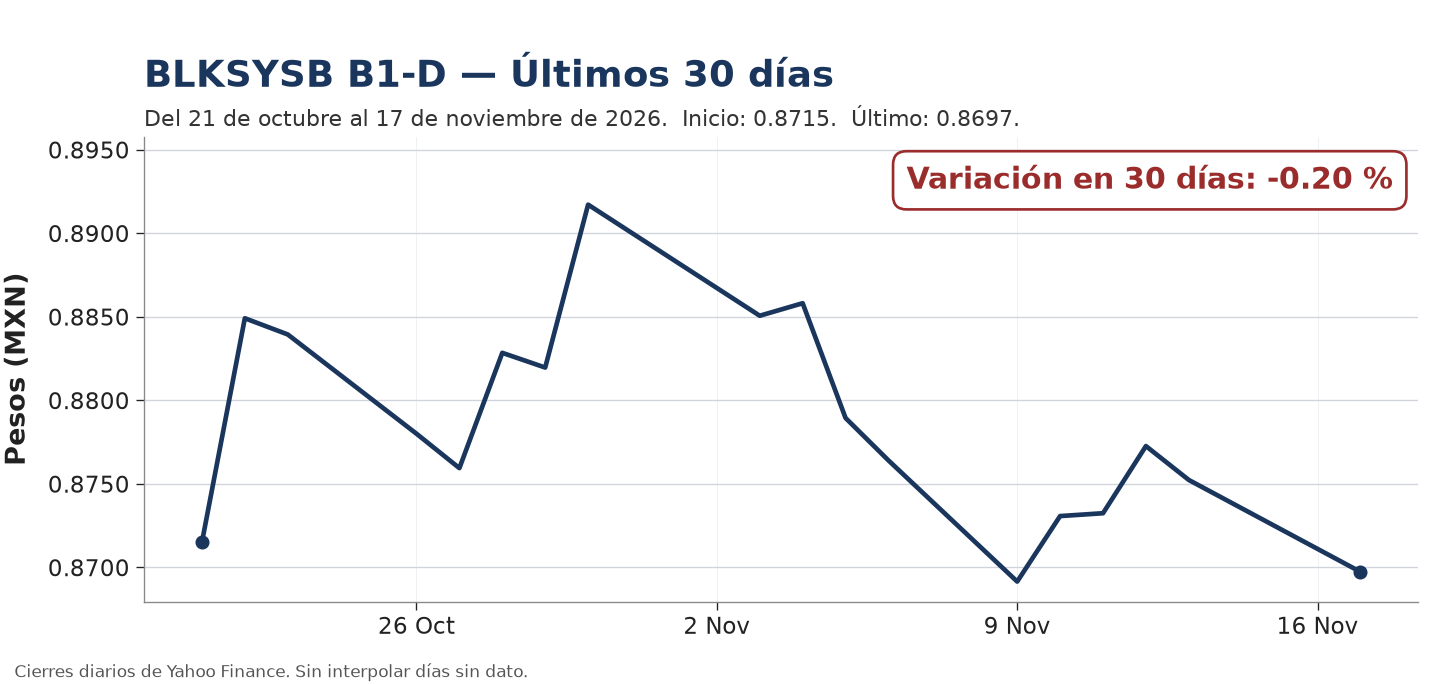 BLKSYSB B1-D — Últimos 30 días
Del 21 de octubre al 17 de noviembre de 2026.  Inicio: 0.8715.  Último: 0.8697.
Variación en 30 días: -0.20 %
Pesos (MXN)
0.8950
0.8900
0.8850
0.8800
0.8750
0.8700
26 Oct
2 Nov
9 Nov
16 Nov
Cierres diarios de Yahoo Finance. Sin interpolar días sin dato.